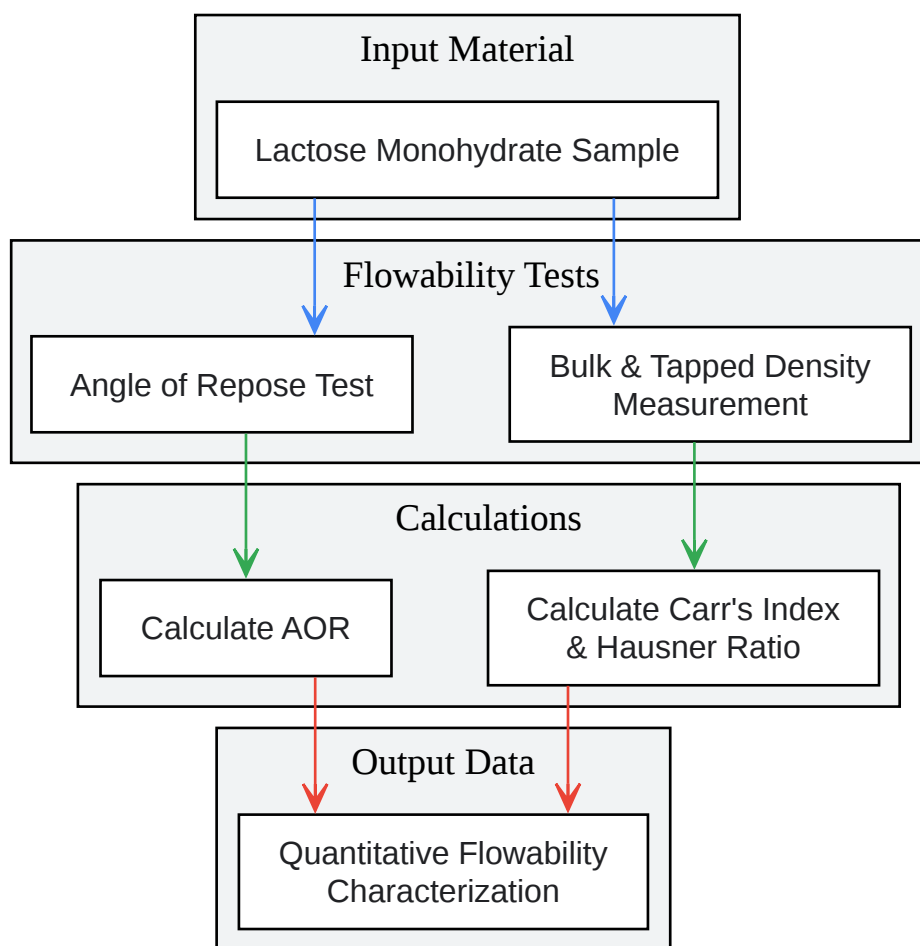 Input Material
Lactose Monohydrate Sample
Flowability Tests
Angle of Repose Test
Bulk & Tapped Density
Measurement
Calculations
Calculate AOR
Calculate Carr's Index
& Hausner Ratio
Output Data
Quantitative Flowability
Characterization